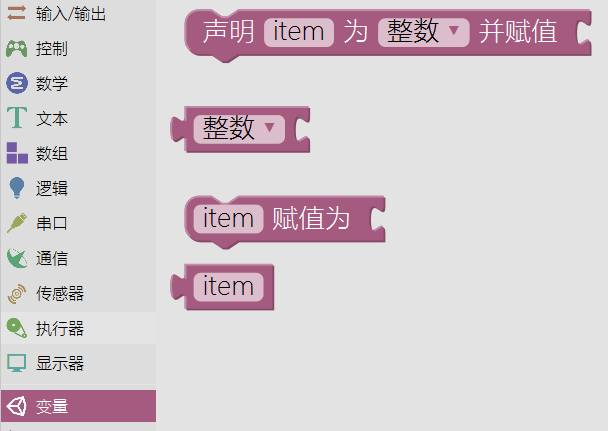 输入/输出
控制
数学
文本
数组
逻辑
串口
通信
传感器
执行器
显示器
变量
声明 item 为 整数 并赋值
整数
item 赋值为
item